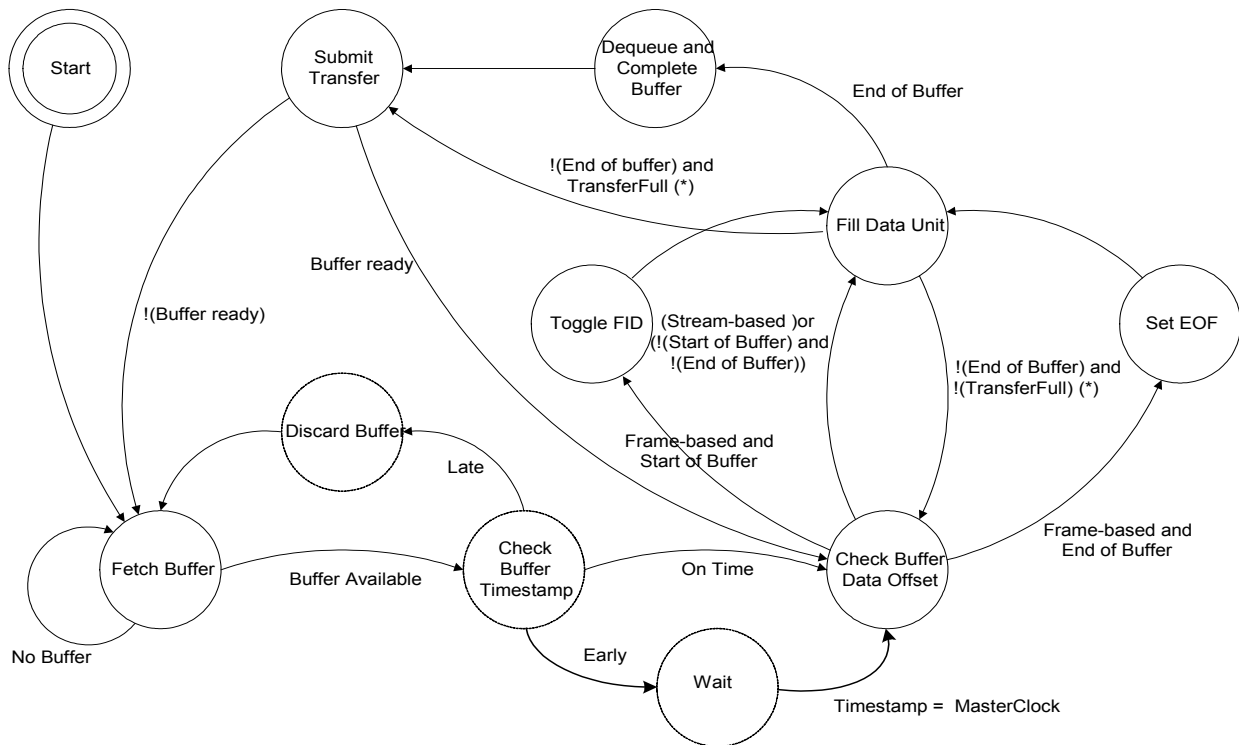 Start
Submit
Transfer
Dequeue and
Complete
Buffer
End of Buffer
!(End of buffer) and
TransferFull (*)
Fill Data Unit
Buffer ready
!(Buffer ready)
Toggle FID
(Stream-based )or
(!(Start of Buffer) and
!(End of Buffer))
Set EOF
!(End of Buffer) and
!(TransferFull) (*)
Discard Buffer
Late
Frame-based and
Start of Buffer
Fetch Buffer
Buffer Available
Check
Buffer
Timestamp
On Time
Check Buffer
Data Offset
Frame-based and
End of Buffer
No Buffer
Early
Wait
Timestamp = MasterClock